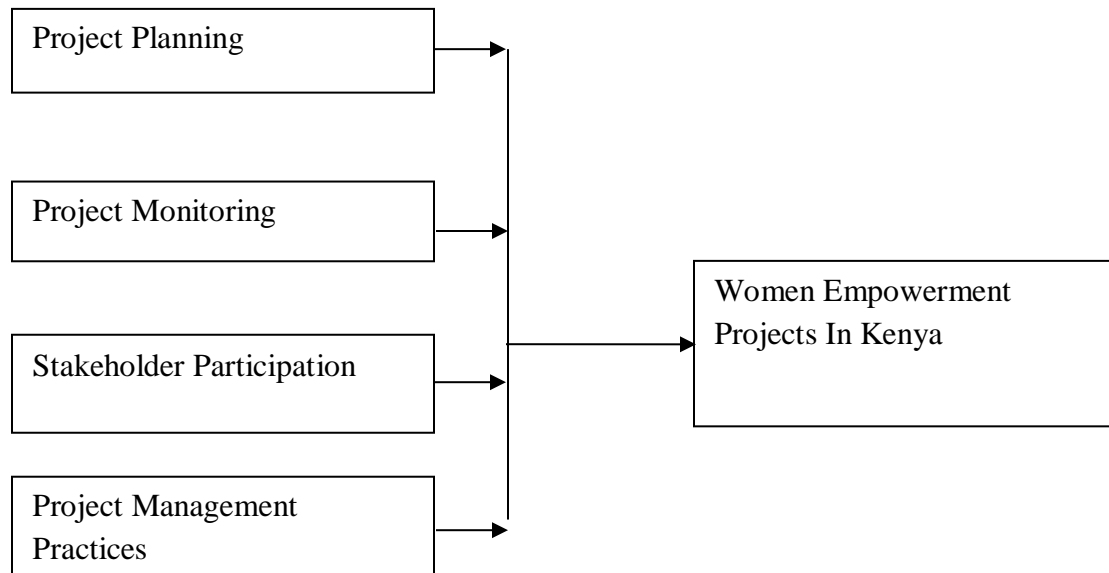 Project Planning
Project Monitoring
Stakeholder Participation
Project Management
Practices
Women Empowerment
Projects In Kenya